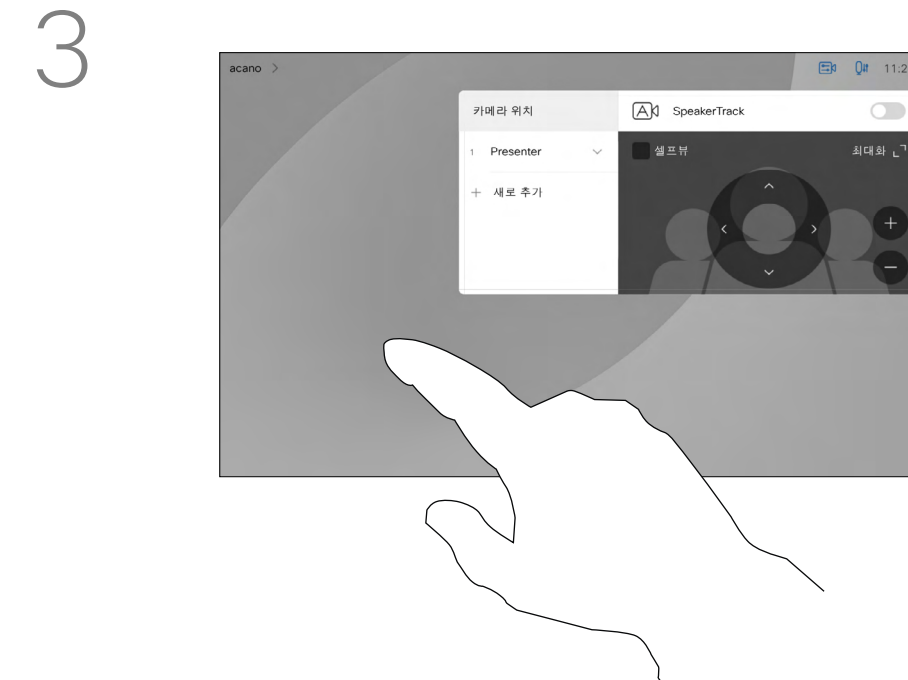 3
acano >
11:2
카메라 위치
SpeakerTrack
1 Presenter
셀프뷰
최대화
+ 새로 추가